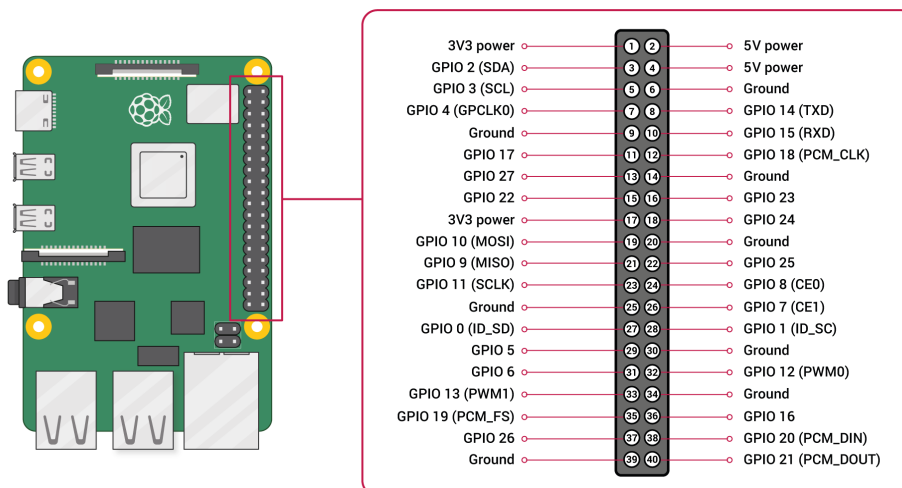 3V3 power 1 2 5V power
GPIO 2 (SDA) 3 4 5V power
GPIO 3 (SCL) 5 6 Ground
GPIO 4 (GPCLK0) 7 8 GPIO 14 (TXD)
Ground 9 10 GPIO 15 (RXD)
GPIO 17 11 12 GPIO 18 (PCM_CLK)
GPIO 27 13 14 Ground
GPIO 22 15 16 GPIO 23
3V3 power 17 18 GPIO 24
GPIO 10 (MOSI) 19 20 Ground
GPIO 9 (MISO) 21 22 GPIO 25
GPIO 11 (SCLK) 23 24 GPIO 8 (CE0)
Ground 25 26 GPIO 7 (CE1)
GPIO 0 (ID_SD) 27 28 GPIO 1 (ID_SC)
GPIO 5 29 30 Ground
GPIO 6 31 32 GPIO 12 (PWM0)
GPIO 13 (PWM1) 33 34 Ground
GPIO 19 (PCM_FS) 35 36 GPIO 16
GPIO 26 37 38 GPIO 20 (PCM_DIN)
Ground 39 40 GPIO 21 (PCM_DOUT)